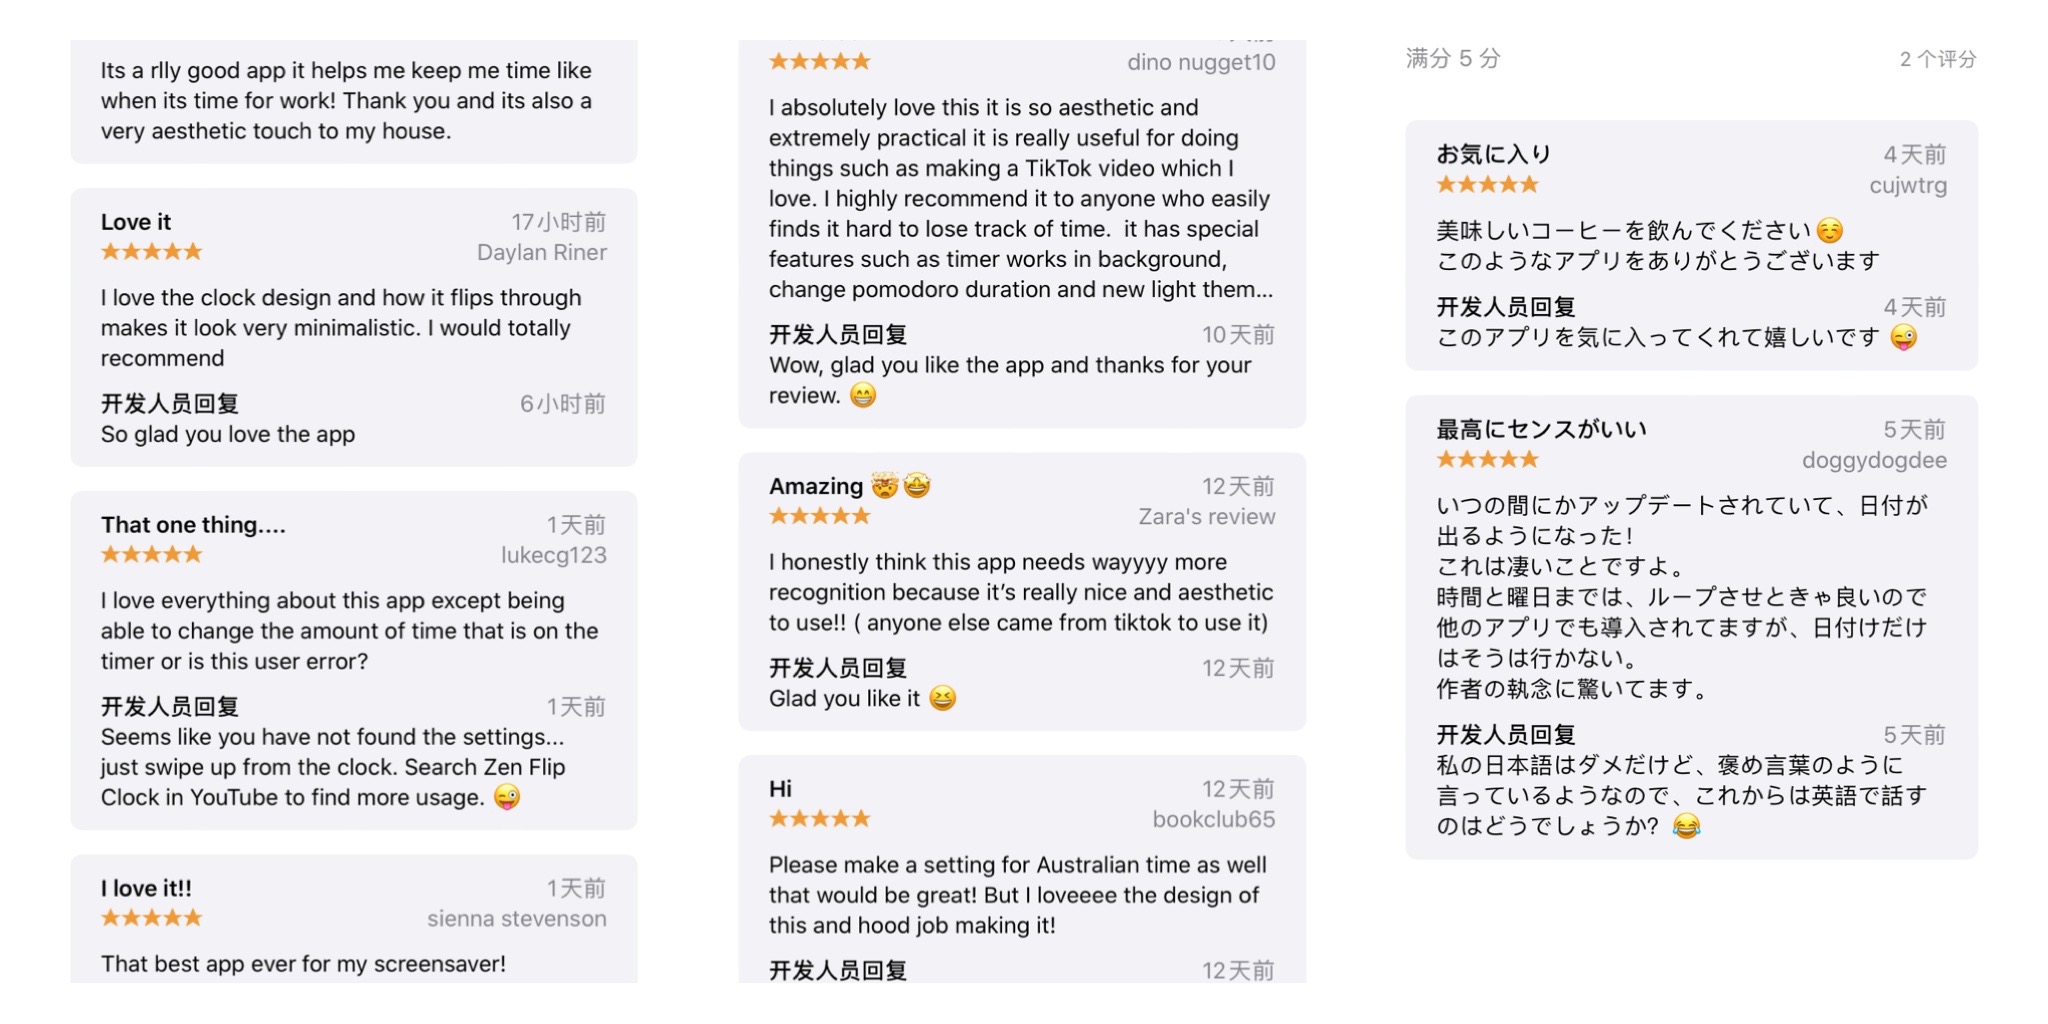 Its a rlly good app it helps me keep me time like
when its time for work! Thank you and its also a
very aesthetic touch to my house.
Love it 17小时前
★★★★★ Daylan Riner
I love the clock design and how it flips through
makes it look very minimalistic. I would totally
recommend
开发人员回复 6小时前
So glad you love the app
That one thing.... 1天前
★★★★★ lukecg123
I love everything about this app except being
able to change the amount of time that is on the
timer or is this user error?
开发人员回复 1天前
Seems like you have not found the settings...
just swipe up from the clock. Search Zen Flip
Clock in YouTube to find more usage. 😜
I love it!! 1天前
★★★★★ sienna stevenson
That best app ever for my screensaver!
★★★★★ dino nugget10
I absolutely love this it is so aesthetic and
extremely practical it is really useful for doing
things such as making a TikTok video which I
love. I highly recommend it to anyone who easily
finds it hard to lose track of time.  it has special
features such as timer works in background,
change pomodoro duration and new light them...
开发人员回复 10天前
Wow, glad you like the app and thanks for your
review. 😁
Amazing 🤯🤩 12天前
★★★★★ Zara's review
I honestly think this app needs wayyyy more
recognition because it’s really nice and aesthetic
to use!! ( anyone else came from tiktok to use it)
开发人员回复 12天前
Glad you like it 😆
Hi 12天前
★★★★★ bookclub65
Please make a setting for Australian time as well
that would be great! But I loveeee the design of
this and hood job making it!
开发人员回复 12天前
满分 5 分 2 个评分
お気に入り 4天前
★★★★★ cujwtrg
美味しいコーヒーを飲んでください☺️
このようなアプリをありがとうございます
开发人员回复 4天前
このアプリを気に入ってくれて嬉しいです 😜
最高にセンスがいい 5天前
★★★★★ doggydogdee
いつの間にかアップデートされていて、日付が
出るようになった！
これは凄いことですよ。
時間と曜日までは、ループさせときゃ良いので
他のアプリでも導入されてますが、日付けだけ
はそうは行かない。
作者の執念に驚いてます。
开发人员回复 5天前
私の日本語はダメだけど、褒め言葉のように
言っているようなので、これからは英語で話す
のはどうでしょうか？ 😂